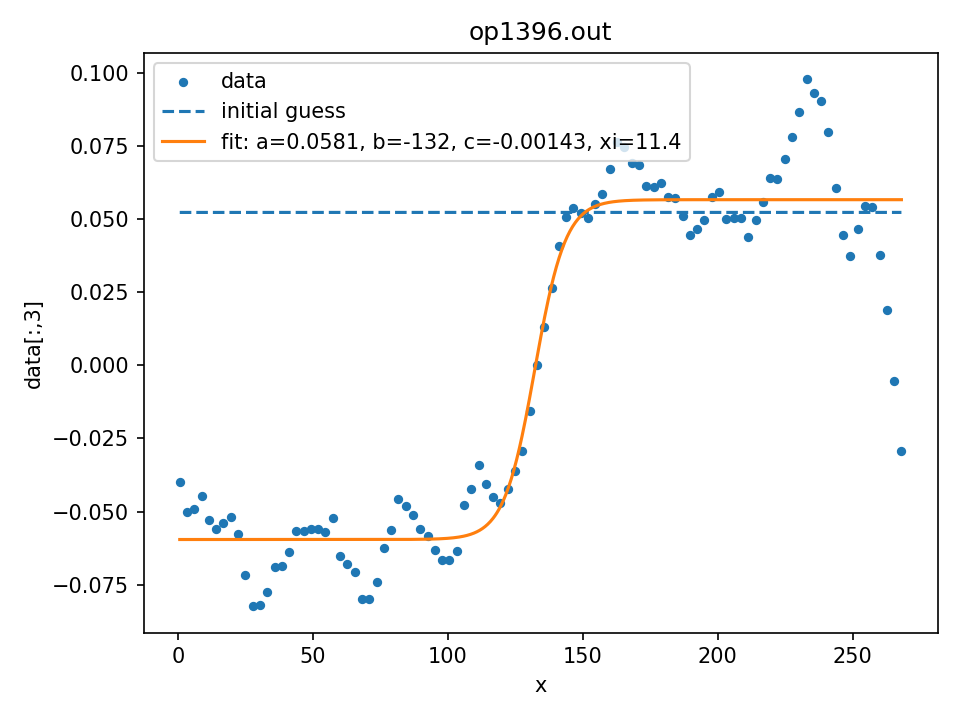 op1396.out
data
initial guess
fit: a=0.0581, b=-132, c=-0.00143, xi=11.4
0.100
0.075
0.050
0.025
0.000
−0.025
−0.050
−0.075
data[:,3]
0 50 100 150 200 250
x